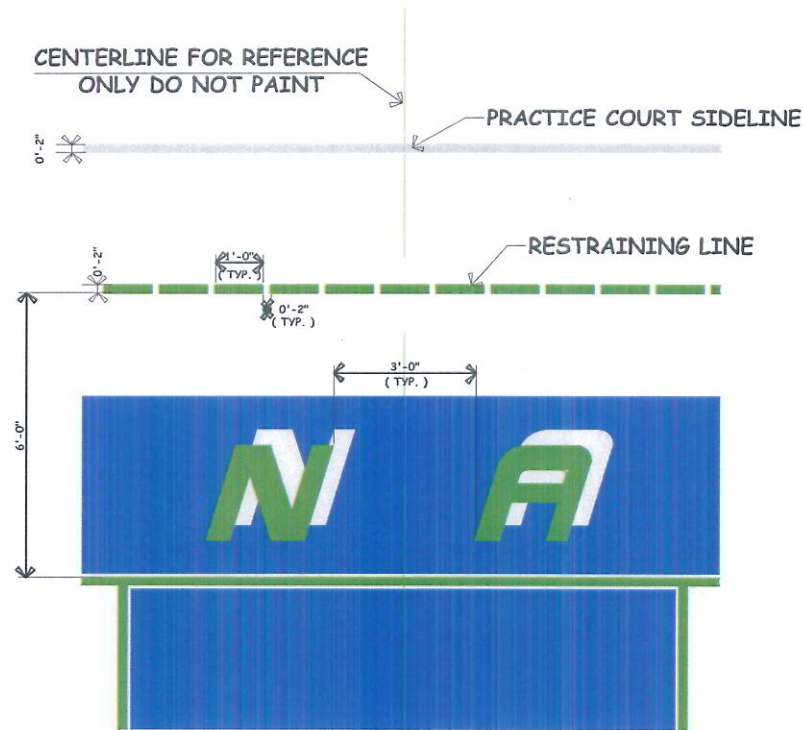 CENTERLINE FOR REFERENCE
ONLY DO NOT PAINT
PRACTICE COURT SIDELINE
0'-2"
RESTRAINING LINE
0'-2"
1'-0"
( TYP. )
0'-2"
( TYP. )
3'-0"
( TYP. )
6'-0"
N A